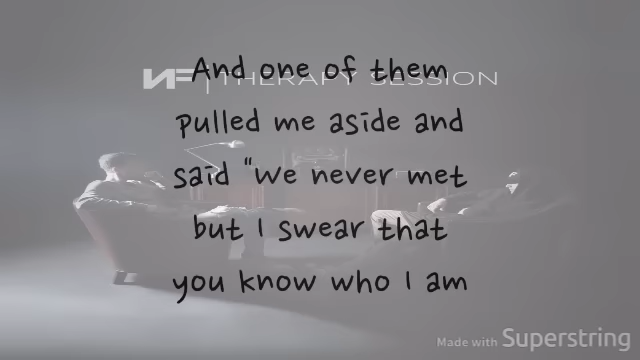 NF | THERAPY SESSION
And one of them
pulled me aside and
said "we never met
but I swear that
you know who I am
Made with Superstring